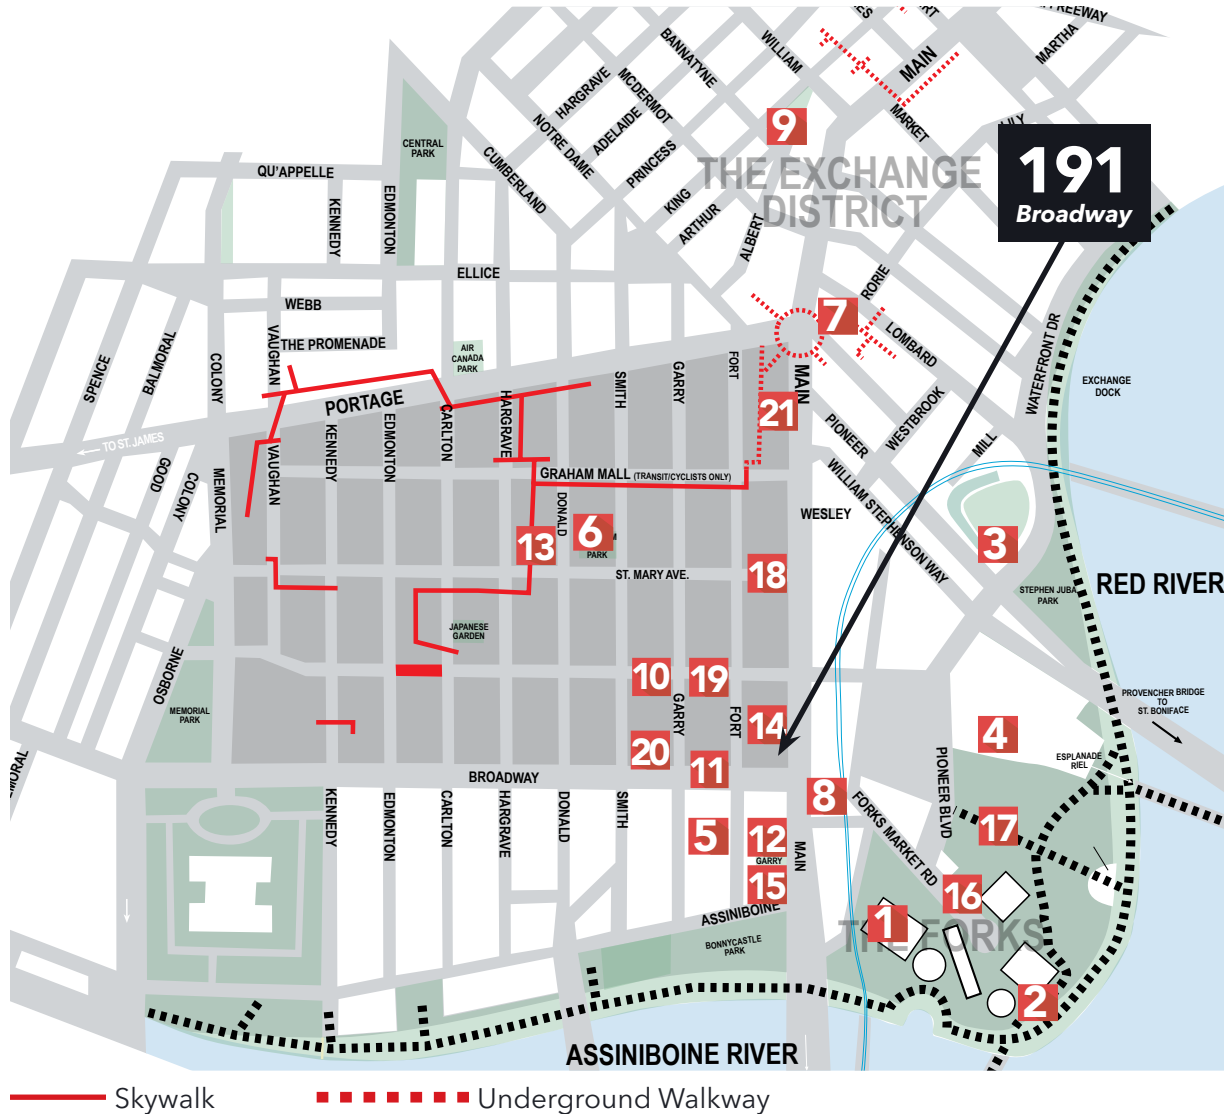 FREEWAY
MARTHA
WILLIAM
BANNATYNE
MAIN
HARGRAVE
MCDERMOT
MARKET
LILY
9
ADELAIDE
NOTRE DAME
CENTRAL
PARK
CUMBERLAND
PRINCESS
THE EXCHANGE
DISTRICT
191
Broadway
QU'APPELLE
KENNEDY
EDMONTON
KING
ARTHUR
ALBERT
ELLICE
RORIE
WEBB
7
LOMBARD
WATERFRONT DR
THE PROMENADE
VAUGHAN
AIR
CANADA
PARK
SPENCE
BALMORAL
COLONY
PORTAGE
HARGRAVE
SMITH
GARRY
FORT
MAIN
EXCHANGE
DOCK
21
WESTBROOK
PIONEER
MILL
TO ST. JAMES
KENNEDY
EDMONTON
CARLTON
GOOD
COLONY
MEMORIAL
VAUGHAN
GRAHAM MALL (TRANSIT/CYCLISTS ONLY)
WILLIAM STEPHENSON WAY
DONALD
WESLEY
13
6
PARK
3
18
ST. MARY AVE.
STEPHEN JUBA
PARK
RED RIVER
JAPANESE
GARDEN
OSBORNE
10
19
PROVENCHER BRIDGE
TO
ST. BONIFACE
MEMORIAL
PARK
GARRY
FORT
14
4
20
11
ESPLANADE
RIEL
BROADWAY
PIONEER BLVD
8
FORKS MARKET RD
KENNEDY
EDMONTON
CARLTON
HARGRAVE
DONALD
SMITH
5
12
GARRY
MAIN
17
15
16
ASSINIBOINE
1
THE FORKS
BONNYCASTLE
PARK
2
ASSINIBOINE RIVER
Skywalk
Underground Walkway